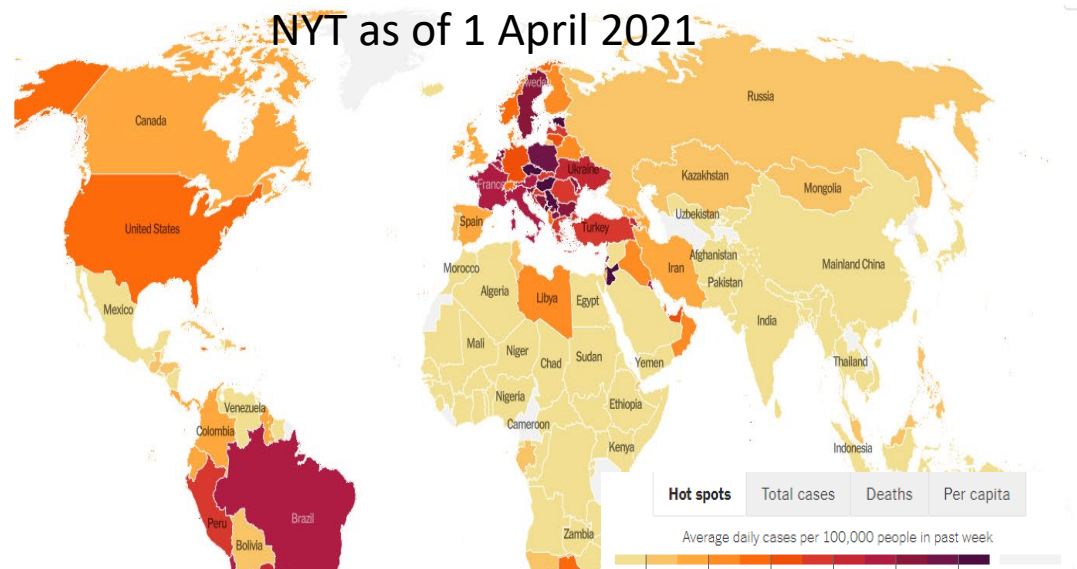 NYT as of 1 April 2021
Sweden
Russia
Canada
Ukraine
Kazakhstan
France
Mongolia
Uzbekistan
Spain
United States
Turkey
Afghanistan
Iran
Mainland China
Morocco
Pakistan
Algeria
Libya
Egypt
Mexico
India
Mali
Niger
Chad
Sudan
Yemen
Thailand
Nigeria
Ethiopia
Venezuela
Cameroon
Colombia
Kenya
Indonesia
Peru
Brazil
Zambia
Bolivia
Hot spots Total cases Deaths Per capita
Average daily cases per 100,000 people in past week